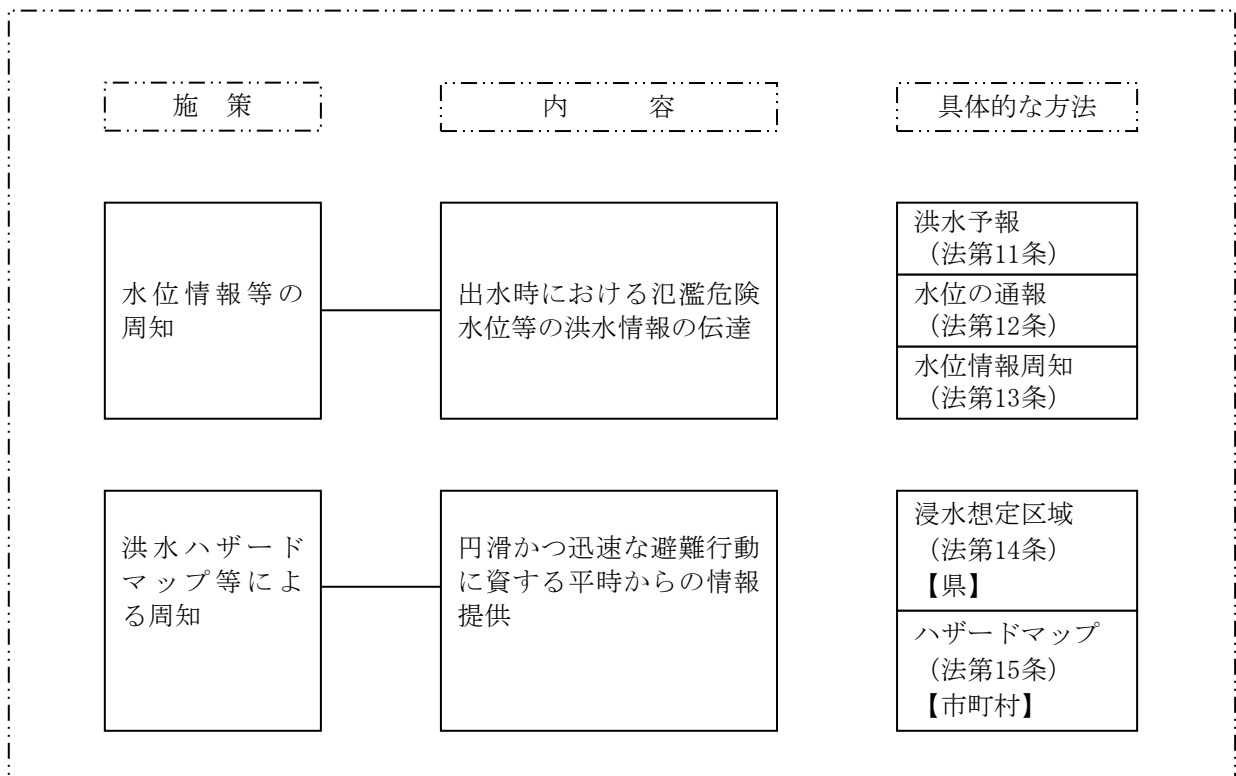 施 策
内 容
具体的な方法
水位情報等の
周知
出水時における氾濫危険
水位等の洪水情報の伝達
洪水予報
（法第11条）
水位の通報
（法第12条）
水位情報周知
（法第13条）
洪水ハザード
マップ等によ
る周知
円滑かつ迅速な避難行動
に資する平時からの情報
提供
浸水想定区域
（法第14条）
【県】
ハザードマップ
（法第15条）
【市町村】